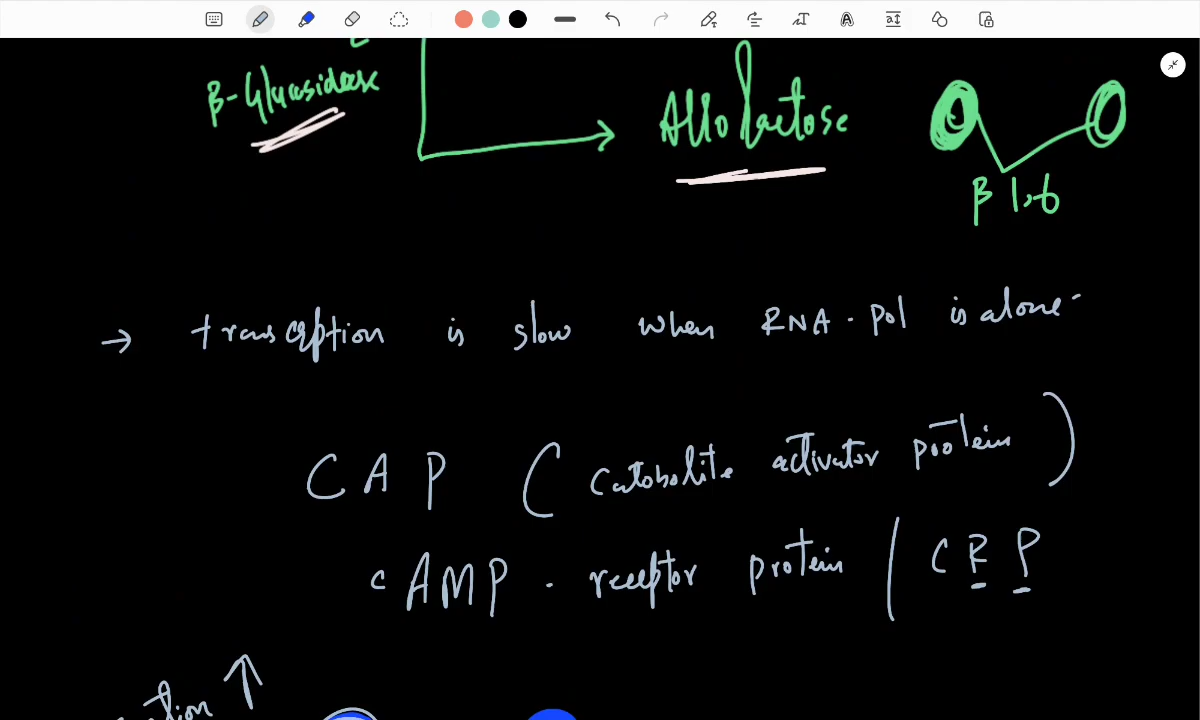 β-Glucosidase
Allolactose
β 1,6
→ transcription is slow when RNA-pol is alone-
CAP (Catabolite activator protein)
cAMP - receptor protein / CRP
↑